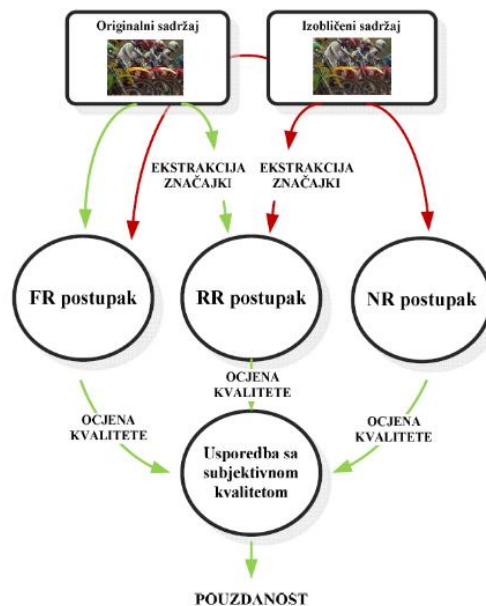 Originalni sadržaj
Izobličeni sadržaj
EKSTRAKCIJA
ZNAČAJKI
EKSTRAKCIJA
ZNAČAJKI
FR postupak
RR postupak
NR postupak
OCJENA
KVALITETE
OCJENA
KVALITETE
OCJENA
KVALITETE
Usporedba sa
subjektivnom
kvalitetom
POUZDANOST